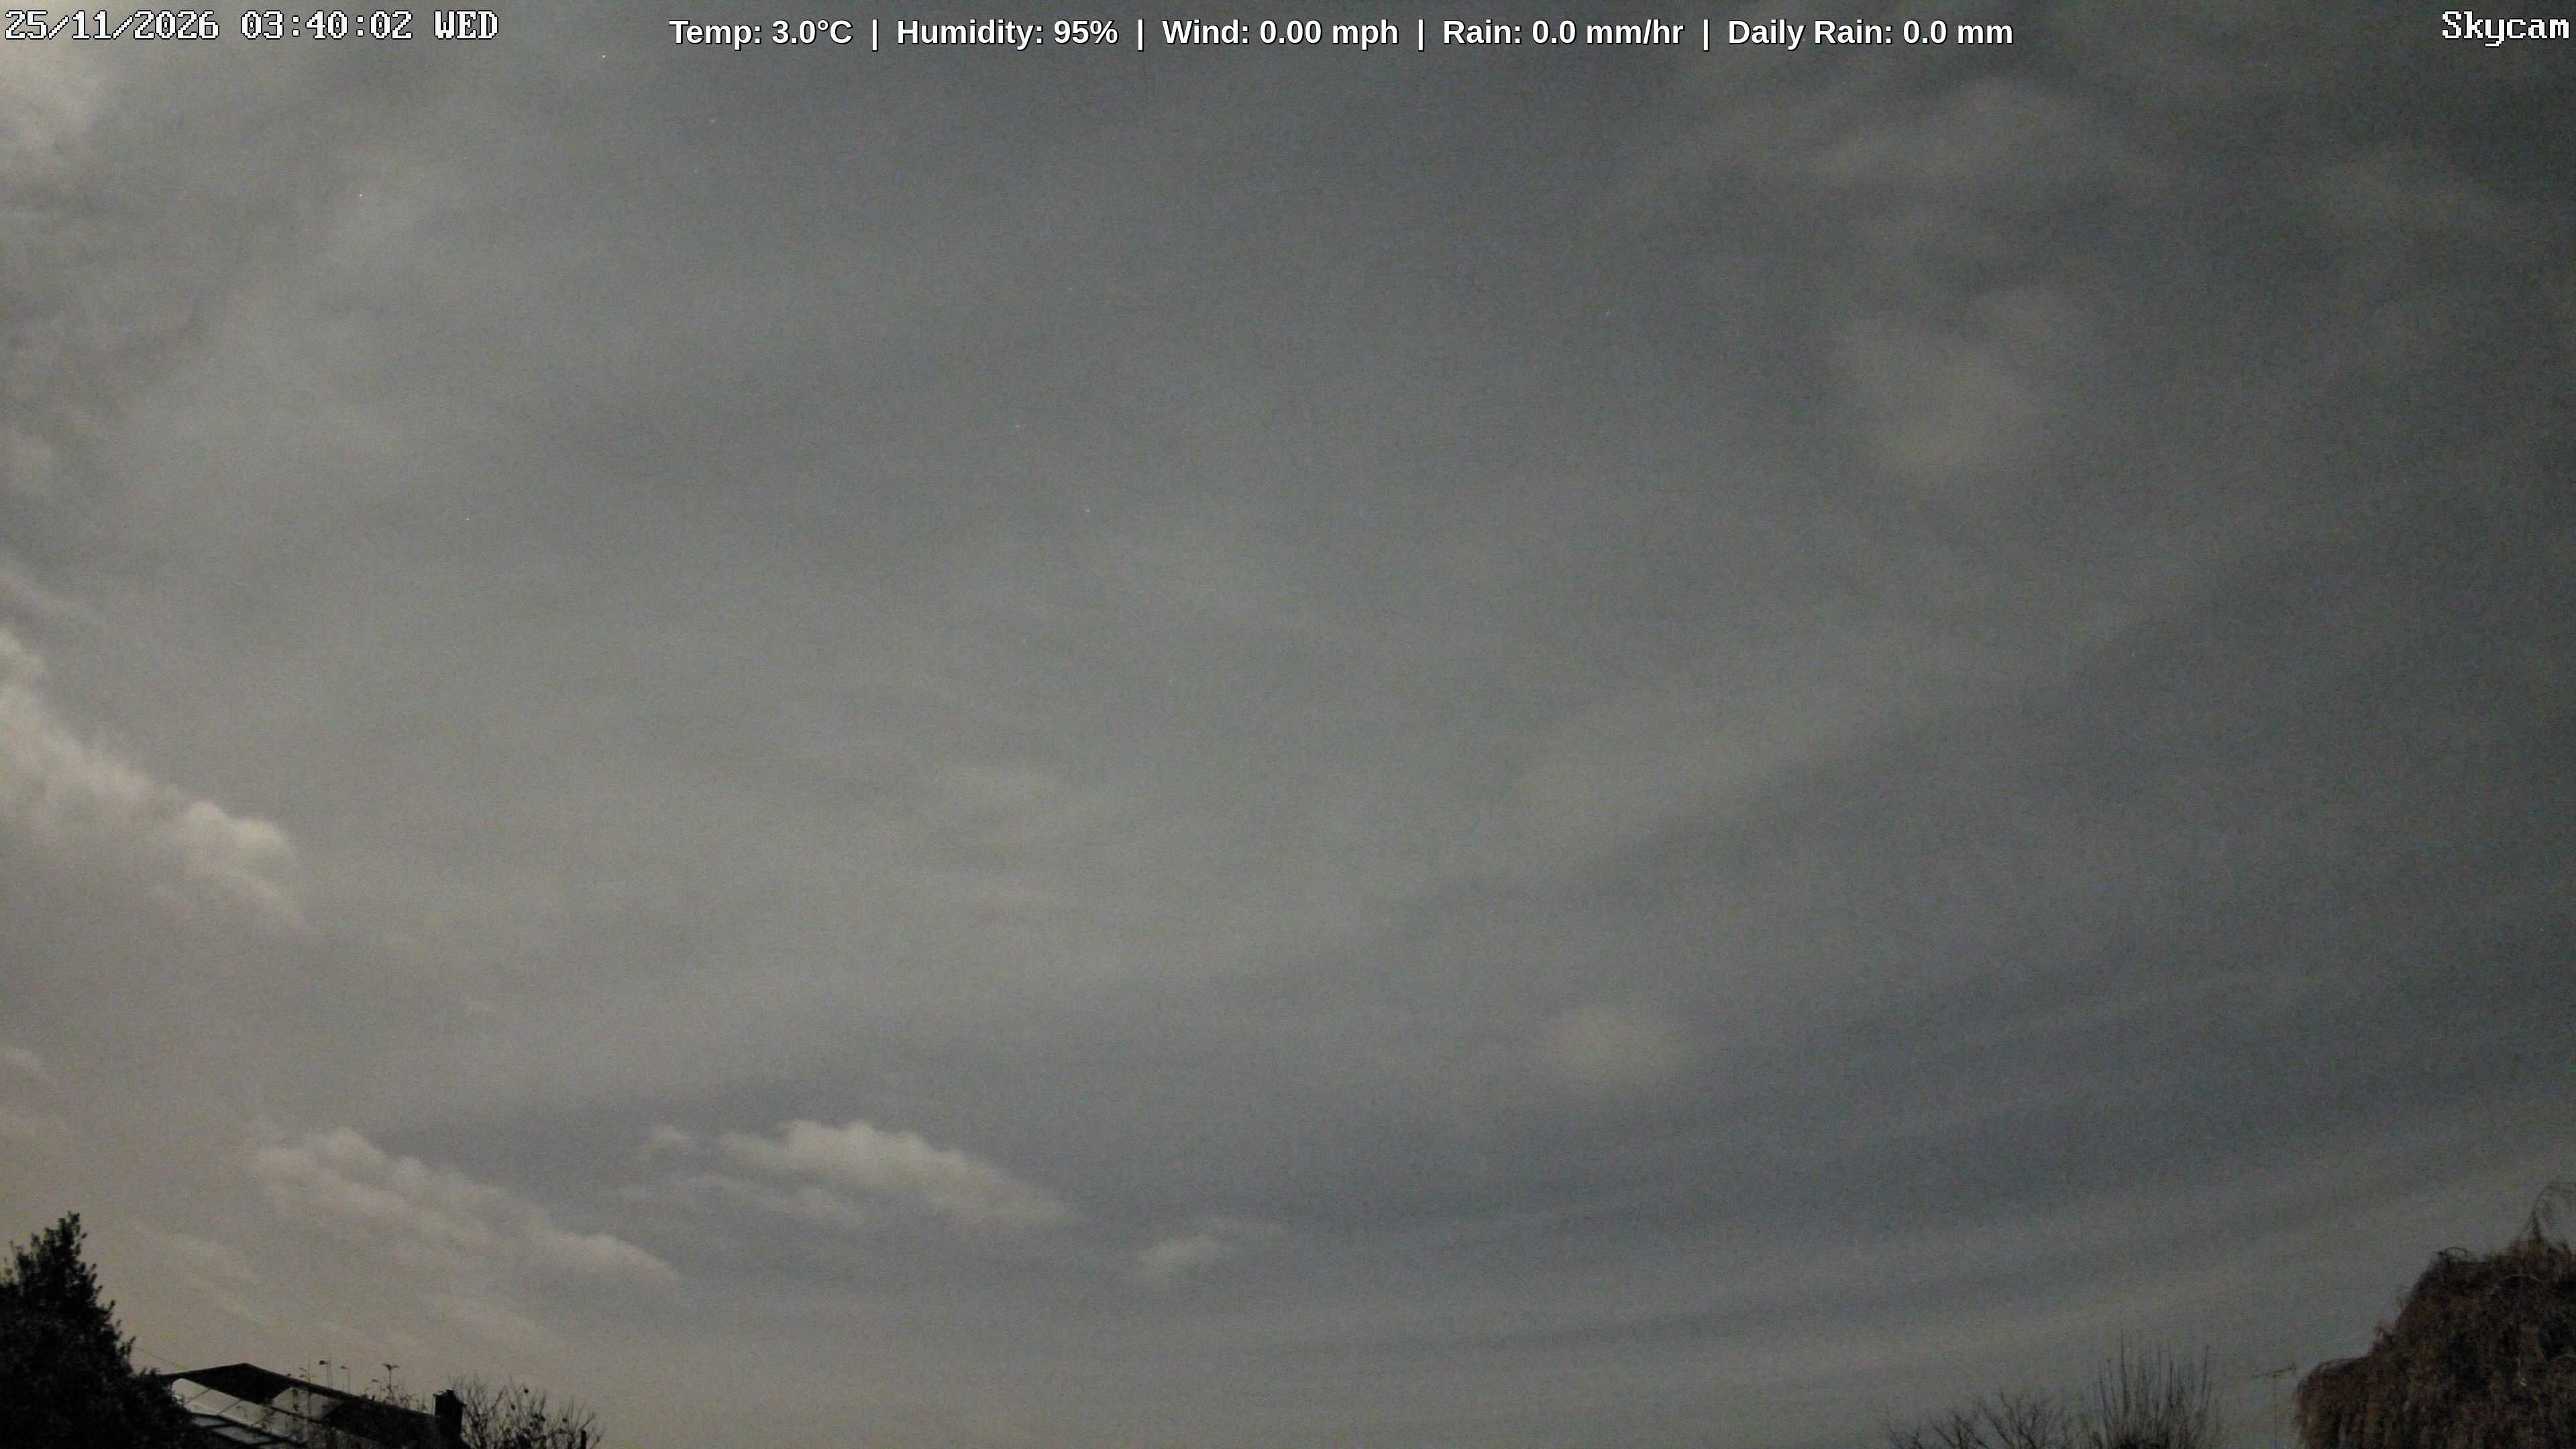 25/11/2026 03:40:02 WED
Temp: 3.0°C | Humidity: 95% | Wind: 0.00 mph | Rain: 0.0 mm/hr | Daily Rain: 0.0 mm
Skycam